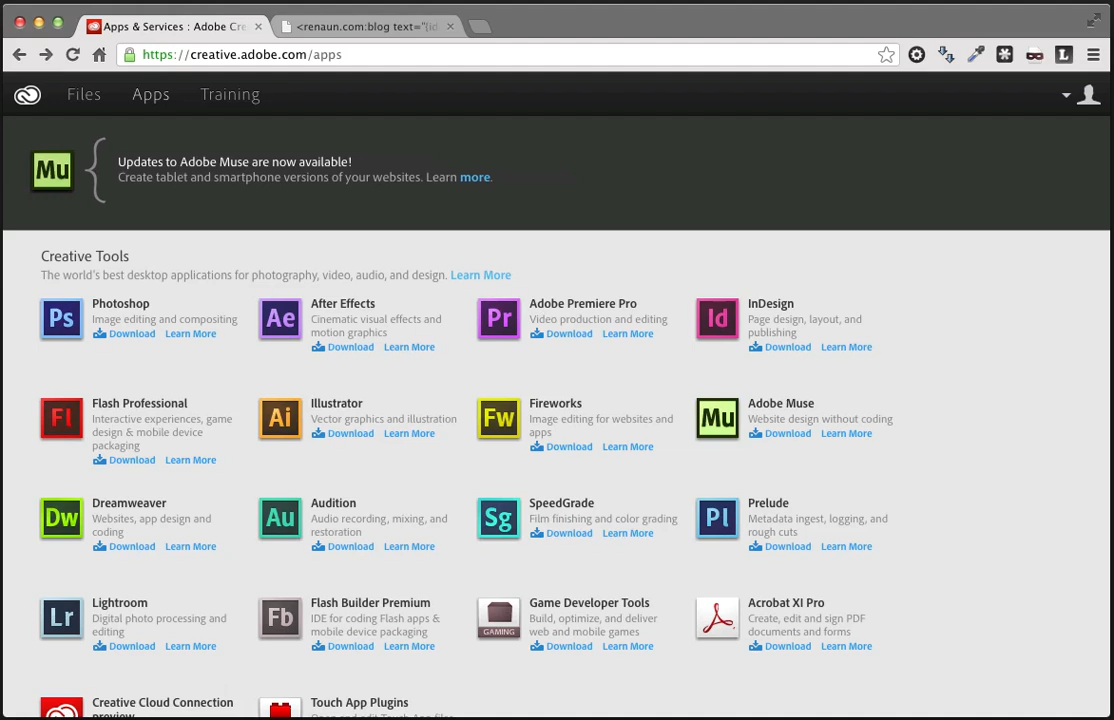 Apps & Services : Adobe Cre
<renaun.com:blog text="(id
https://creative.adobe.com/apps
L
Files
Apps
Training
Mu
Updates to Adobe Muse are now available!
Create tablet and smartphone versions of your websites. Learn more.
Creative Tools
The world's best desktop applications for photography, video, audio, and design. Learn More
Ps
Photoshop
Image editing and compositing
Download Learn More
Ae
After Effects
Cinematic visual effects and
motion graphics
Download Learn More
Pr
Adobe Premiere Pro
Video production and editing
Download Learn More
Id
InDesign
Page design, layout, and
publishing
Download Learn More
Fl
Flash Professional
Interactive experiences, game
design & mobile device
packaging
Download Learn More
Ai
Illustrator
Vector graphics and illustration
Download Learn More
Fw
Fireworks
Image editing for websites and
apps
Download Learn More
Mu
Adobe Muse
Website design without coding
Download Learn More
Dw
Dreamweaver
Websites, app design and
coding
Download Learn More
Au
Audition
Audio recording, mixing, and
restoration
Download Learn More
Sg
SpeedGrade
Film finishing and color grading
Download Learn More
Pl
Prelude
Metadata ingest, logging, and
rough cuts
Download Learn More
Lr
Lightroom
Digital photo processing and
editing
Download Learn More
Fb
Flash Builder Premium
IDE for coding Flash apps &
mobile device packaging
Download Learn More
GAMING
Game Developer Tools
Build, optimize, and deliver
web and mobile games
Download Learn More
Acrobat XI Pro
Create, edit and sign PDF
documents and forms
Download Learn More
Creative Cloud Connection
preview
Touch App Plugins
Open and edit Touch App files